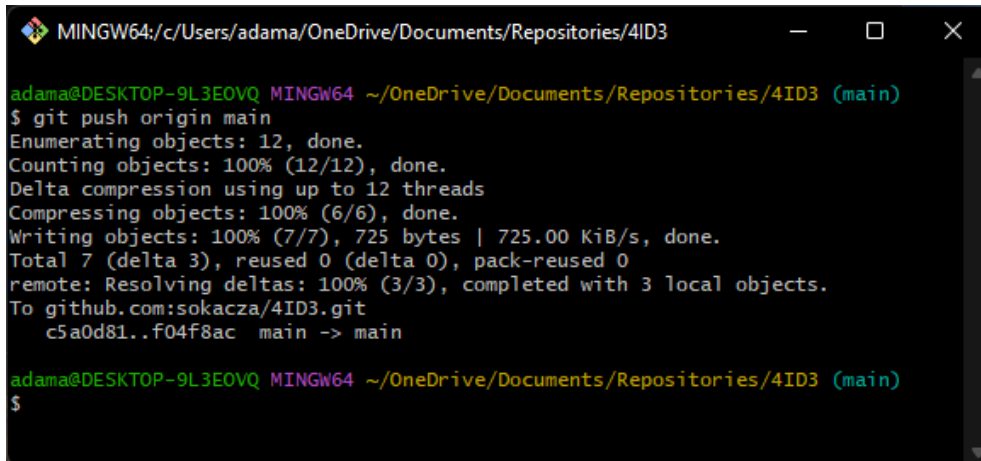 MINGW64:/c/Users/adama/OneDrive/Documents/Repositories/4ID3
adama@DESKTOP-9L3EOVQ MINGW64 ~/OneDrive/Documents/Repositories/4ID3 (main)
$ git push origin main
Enumerating objects: 12, done.
Counting objects: 100% (12/12), done.
Delta compression using up to 12 threads
Compressing objects: 100% (6/6), done.
Writing objects: 100% (7/7), 725 bytes | 725.00 KiB/s, done.
Total 7 (delta 3), reused 0 (delta 0), pack-reused 0
remote: Resolving deltas: 100% (3/3), completed with 3 local objects.
To github.com:sokacza/4ID3.git
   c5a0d81..f04f8ac  main -> main
adama@DESKTOP-9L3EOVQ MINGW64 ~/OneDrive/Documents/Repositories/4ID3 (main)
$